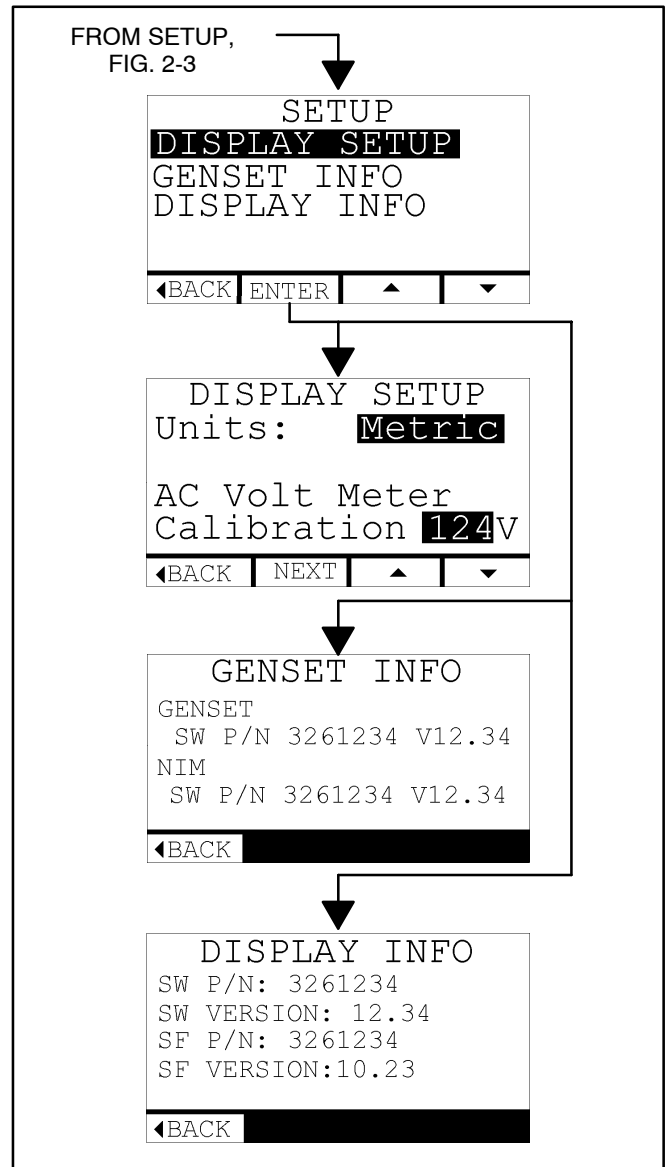 FROM SETUP,
FIG. 2-3
SETUP
DISPLAY SETUP
GENSET INFO
DISPLAY INFO
◀BACK ENTER ▲ ▼
DISPLAY SETUP
Units: Metric
AC Volt Meter
Calibration 124V
◀BACK NEXT ▲ ▼
GENSET INFO
GENSET
SW P/N 3261234 V12.34
NIM
SW P/N 3261234 V12.34
◀BACK
DISPLAY INFO
SW P/N: 3261234
SW VERSION: 12.34
SF P/N: 3261234
SF VERSION:10.23
◀BACK